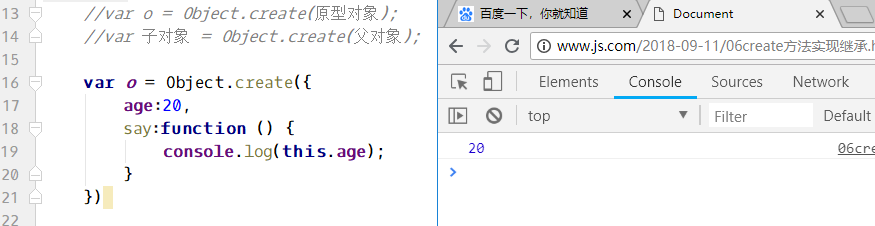 13 //var o = Object.create(原型对象);
14 //var 子对象 = Object.create(父对象);
15
16 var o = Object.create({
17 age:20,
18 say:function () {
19 console.log(this.age);
20 }
21 })
22
百度一下，你就知道 Document
www.js.com/2018-09-11/06create方法实现继承.h
Elements Console Sources Network
top Filter Default
20 06cre